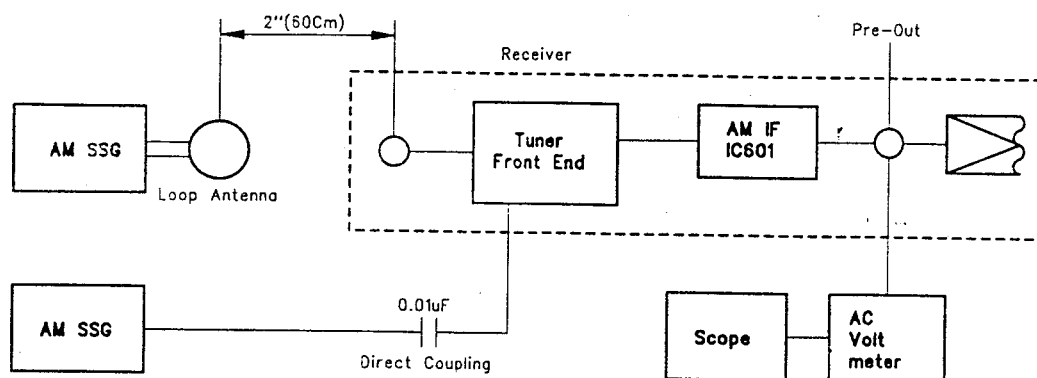 2"(60Cm)
Pre-Out
Receiver
AM SSG
Loop Antenna
Tuner
Front End
AM IF
IC601
AM SSG
0.01uF
Direct Coupling
Scope
AC
Volt
meter